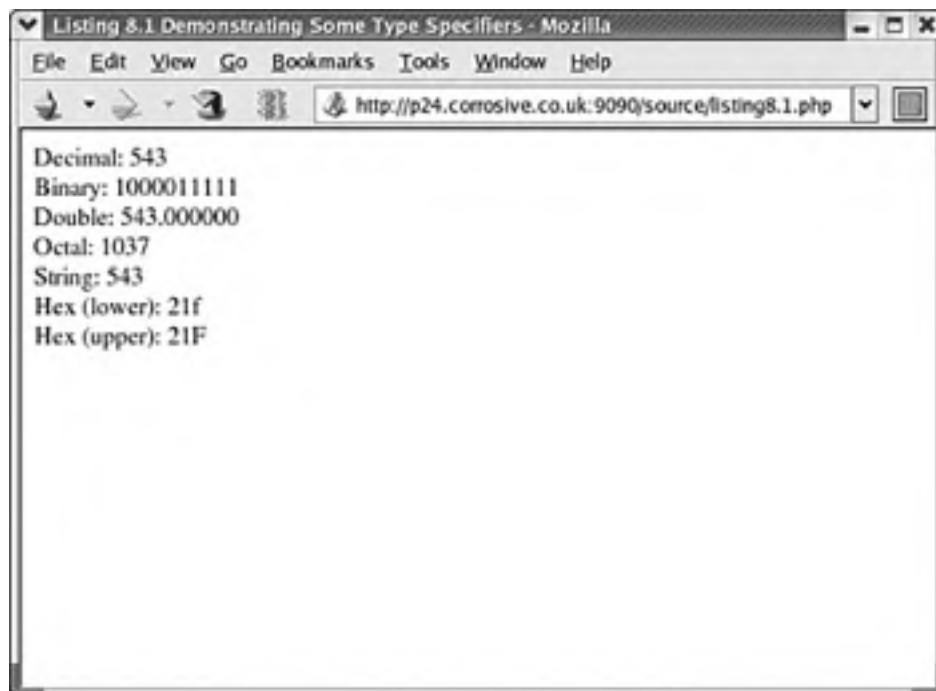 Listing 8.1 Demonstrating Some Type Specifiers - Mozilla
File Edit View Go Bookmarks Tools Window Help
http://p24.corrosive.co.uk:9090/source/listing8.1.php
Decimal: 543
Binary: 1000011111
Double: 543.000000
Octal: 1037
String: 543
Hex (lower): 21f
Hex (upper): 21F